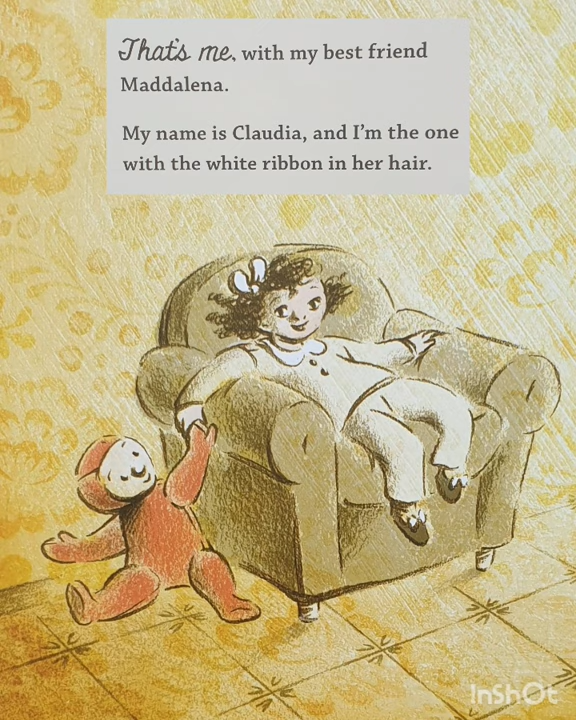 That's me, with my best friend
Maddalena.
My name is Claudia, and I'm the one
with the white ribbon in her hair.
InShOt